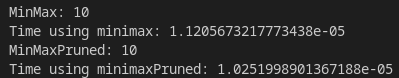 MinMax: 10
Time using minimax: 1.1205673217773438e-05
MinMaxPruned: 10
Time using minimaxPruned: 1.0251998901367188e-05